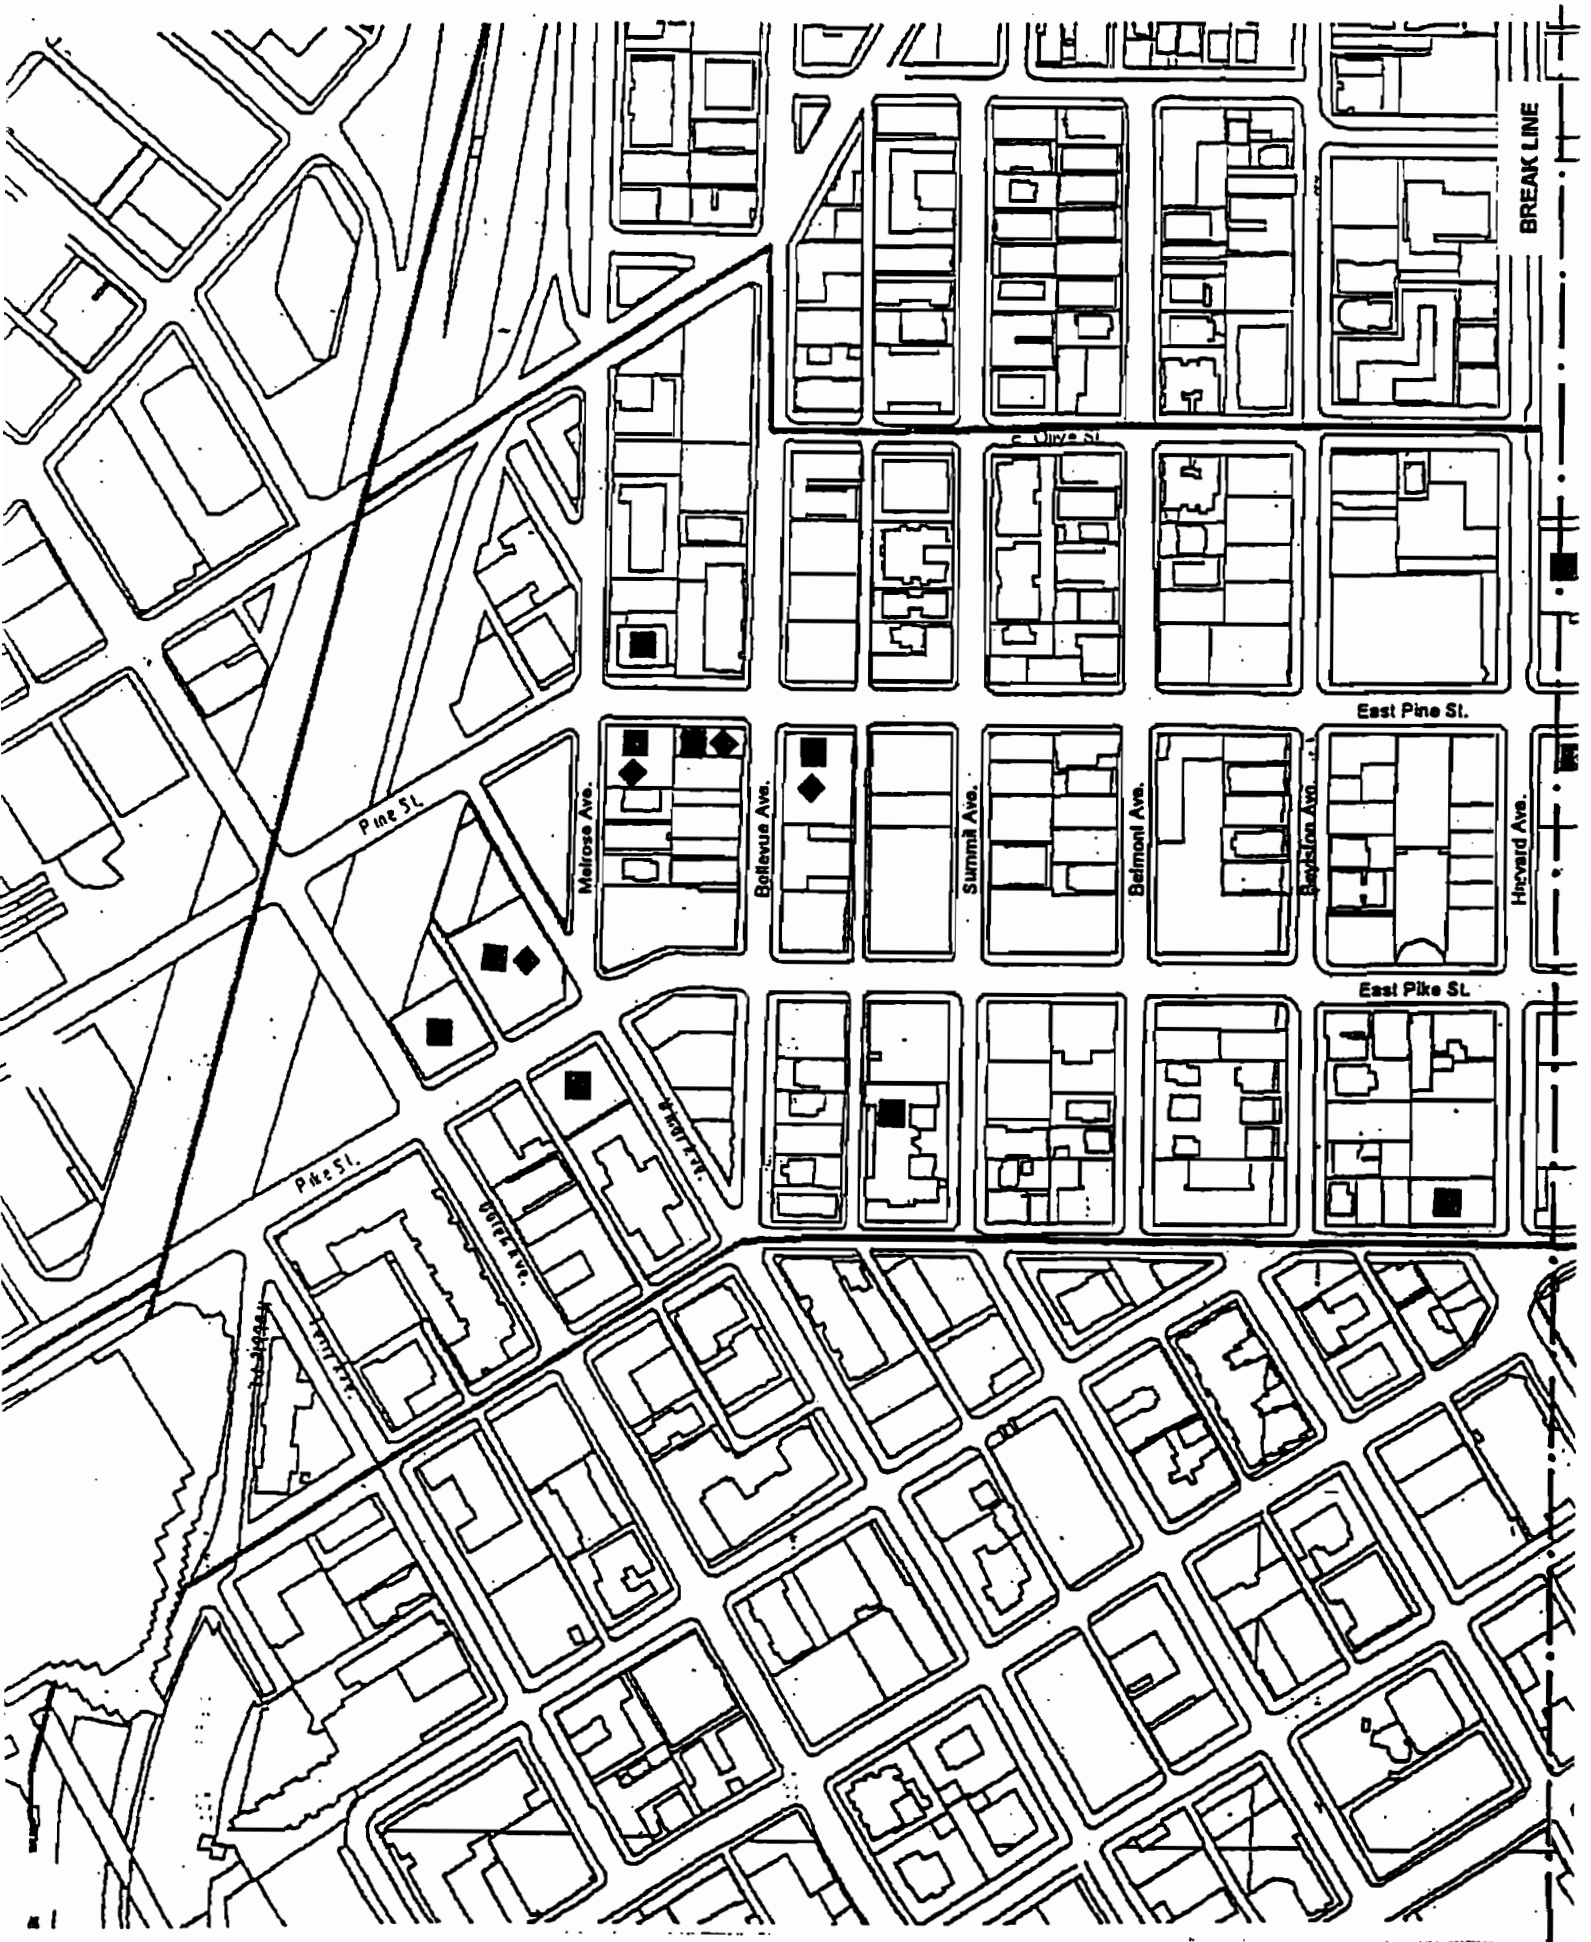 BREAK LINE
E. Olive St.
East Pine St.
Pine St.
Melrose Ave.
Bellevue Ave.
Summit Ave.
Belmont Ave.
Boylston Ave.
Harvard Ave.
East Pike St.
Pike St.